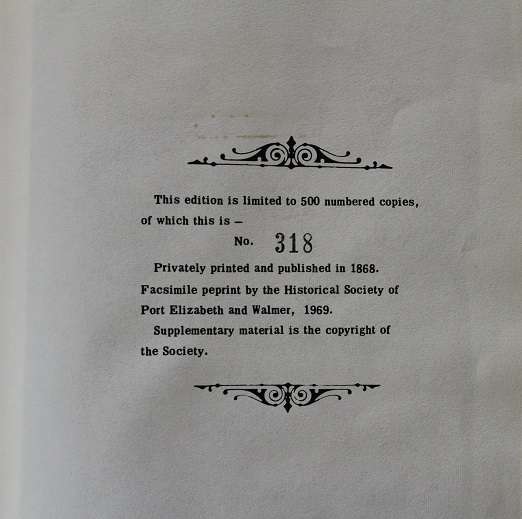 This edition is limited to 500 numbered copies,
of which this is –
No. 318
Privately printed and published in 1868.
Facsimile peprint by the Historical Society of
Port Elizabeth and Walmer, 1969.
Supplementary material is the copyright of
the Society.